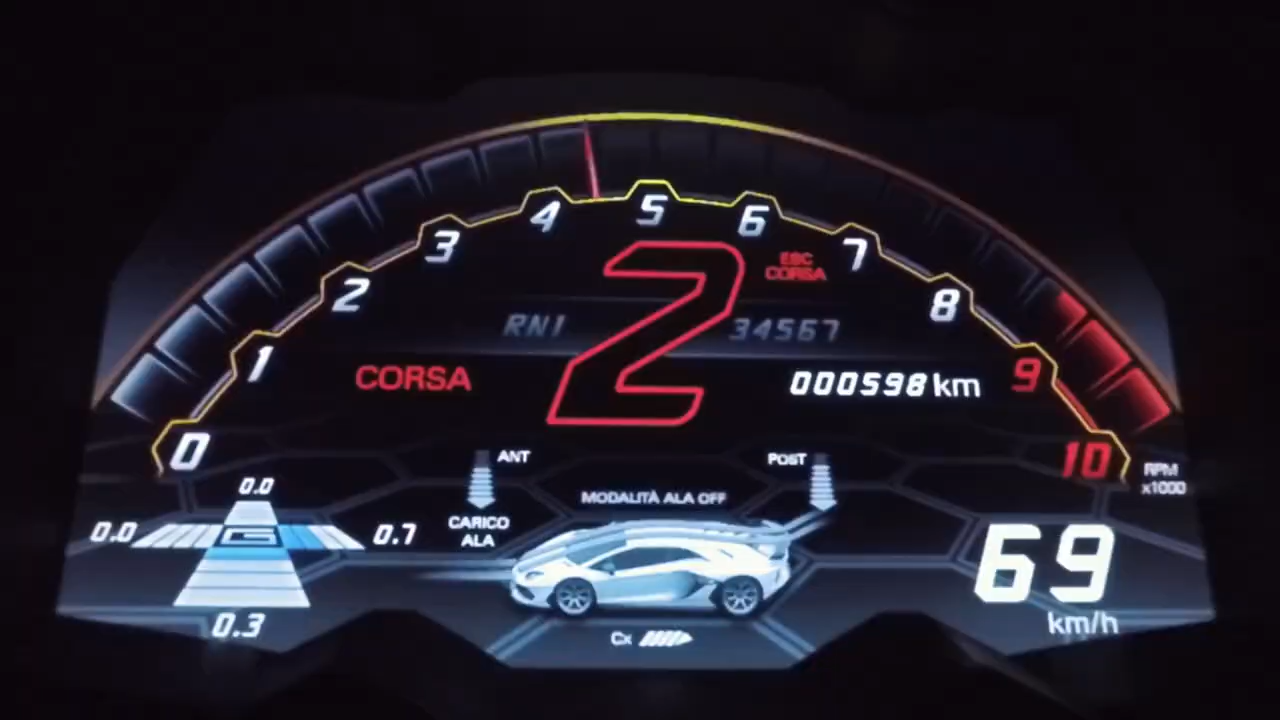 4 5 6
3 7
2 8
1 9
0 10
2
ESC
CORSA
RN1 34567
CORSA
000598 km
RPM
x1000
ANT
POST
MODALITÀ ALA OFF
CARICO
ALA
0.0
0.0 G 0.7
0.3
69
km/h
Cx